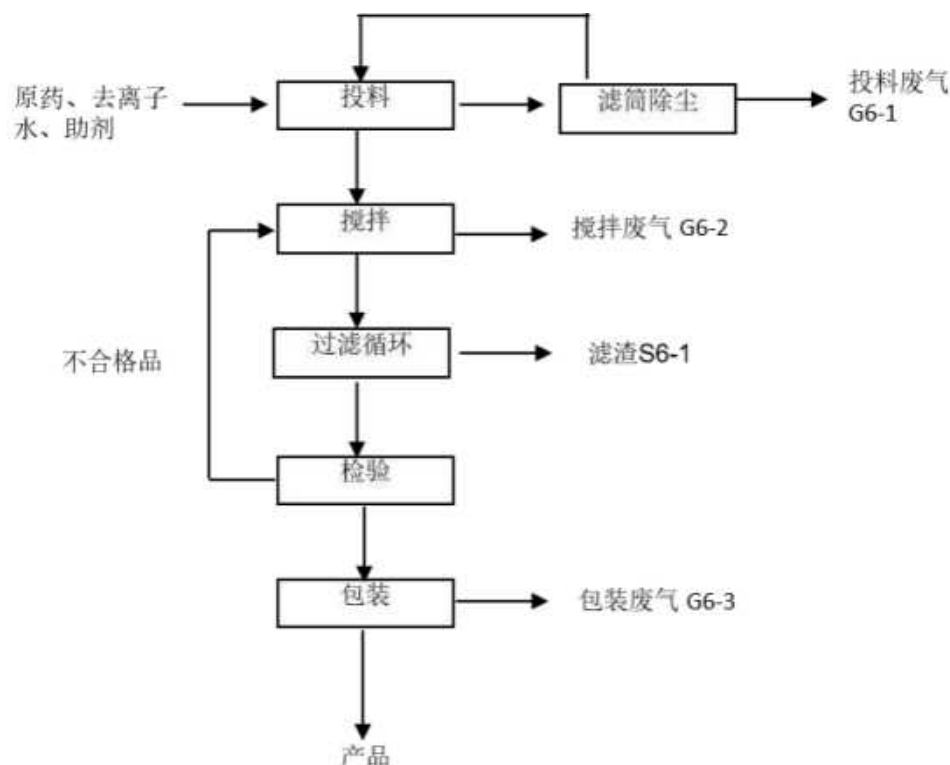 原药、去离子
水、助剂
投料
滤筒除尘
投料废气
G6-1
搅拌
搅拌废气 G6-2
不合格品
过滤循环
滤渣S6-1
检验
包装
包装废气 G6-3
产品